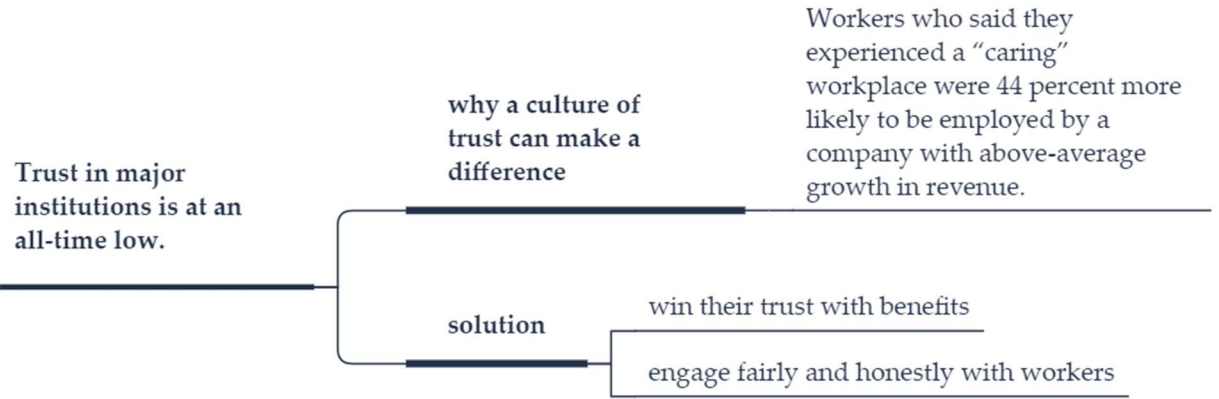 Trust in major
institutions is at an
all-time low.
why a culture of
trust can make a
difference
Workers who said they
experienced a “caring”
workplace were 44 percent more
likely to be employed by a
company with above-average
growth in revenue.
solution
win their trust with benefits
engage fairly and honestly with workers